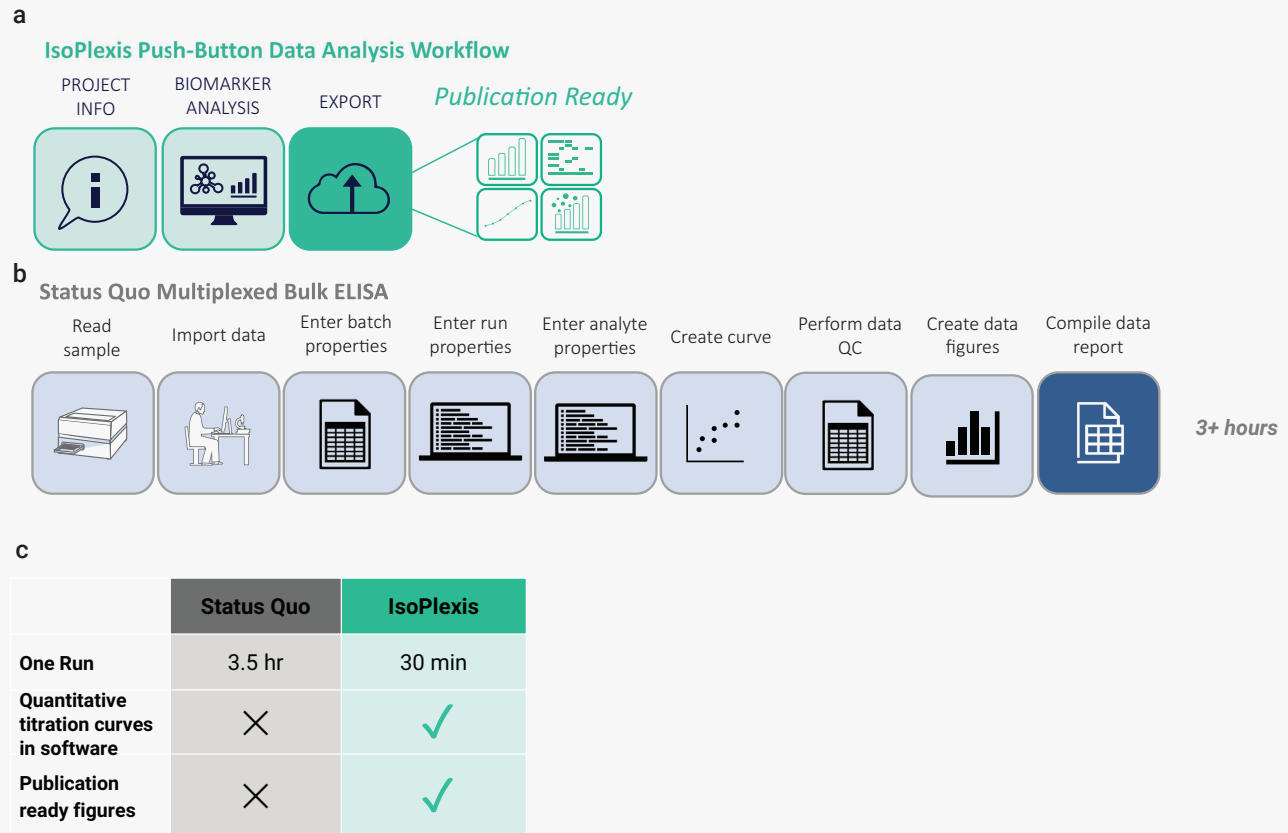 a
IsoPlexis Push-Button Data Analysis Workflow
PROJECT
INFO
BIOMARKER
ANALYSIS
EXPORT
Publication Ready
b
Status Quo Multiplexed Bulk ELISA
Read
sample
Import data
Enter batch
properties
Enter run
properties
Enter analyte
properties
Create curve
Perform data
QC
Create data
figures
Compile data
report
3+ hours
c
Status Quo
IsoPlexis
One Run
3.5 hr
30 min
Quantitative
titration curves
in software
Publication
ready figures